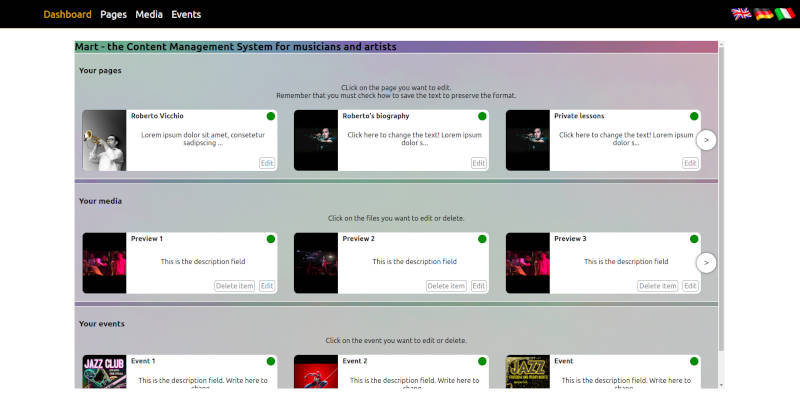 Dashboard Pages Media Events
Mart - the Content Management System for musicians and artists
Your pages
CLick on the page you want to edit.
Remember that you must check how to save the text to preserve the format.
Roberto Vicchio
Lorem ipsum dolor sit amet, consetetur
sadipscing ...
Edit
Roberto's biography
Click here to change the text! Lorem ipsum
dolor s...
Edit
Private lessons
Click here to change the text! Lorem ipsum
dolor s...
Edit
>
Your media
Click on the files you want to edit or delete.
Preview 1
This is the description field
Delete item Edit
Preview 2
This is the description field
Delete item Edit
Preview 3
This is the description field
Delete item Edit
>
Your events
Click on the event you want to edit or delete.
JAZZ CLUB
Event 1
This is the description field. Write here to
chang
Event 2
This is the description field. Write here to
chang
JAZZ
Event
This is the description field. Write here to
chang